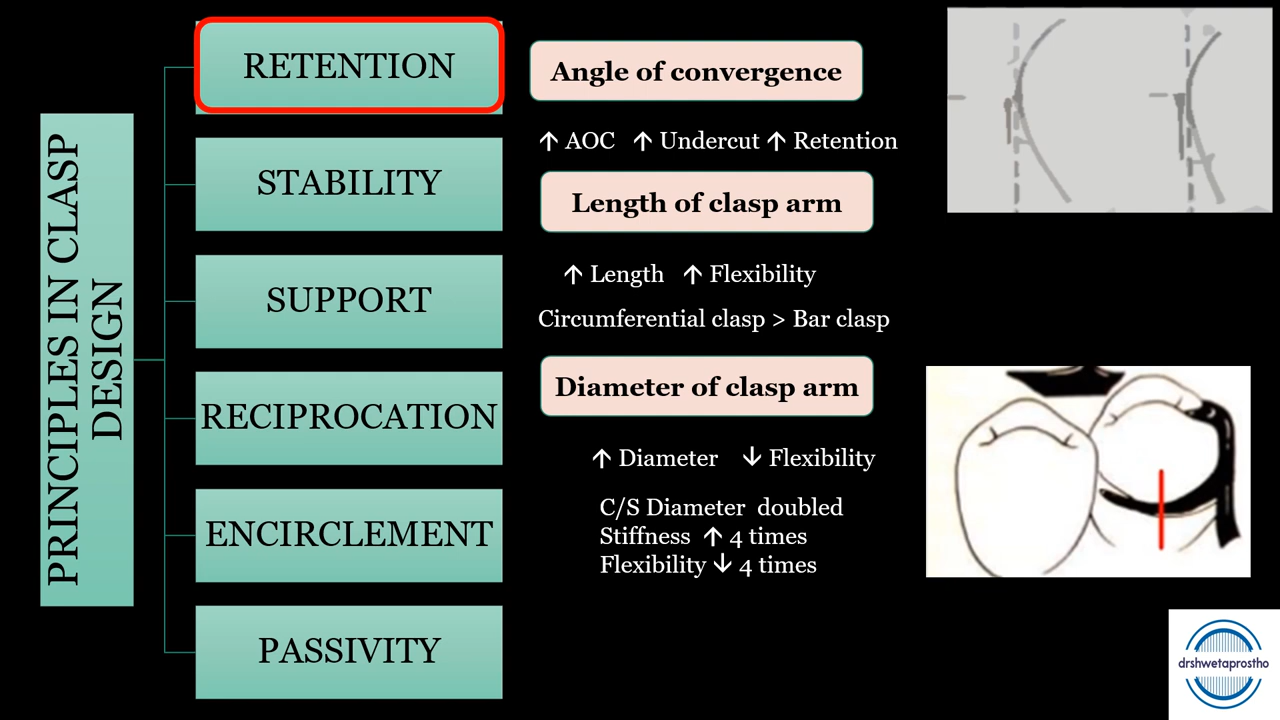 PRINCIPLES IN CLASP
DESIGN
RETENTION
STABILITY
SUPPORT
RECIPROCATION
ENCIRCLEMENT
PASSIVITY
Angle of convergence
↑ AOC ↑ Undercut ↑ Retention
Length of clasp arm
↑ Length ↑ Flexibility
Circumferential clasp > Bar clasp
Diameter of clasp arm
↑ Diameter ↓ Flexibility
C/S Diameter doubled
Stiffness ↑ 4 times
Flexibility ↓ 4 times
drshwetaprostho